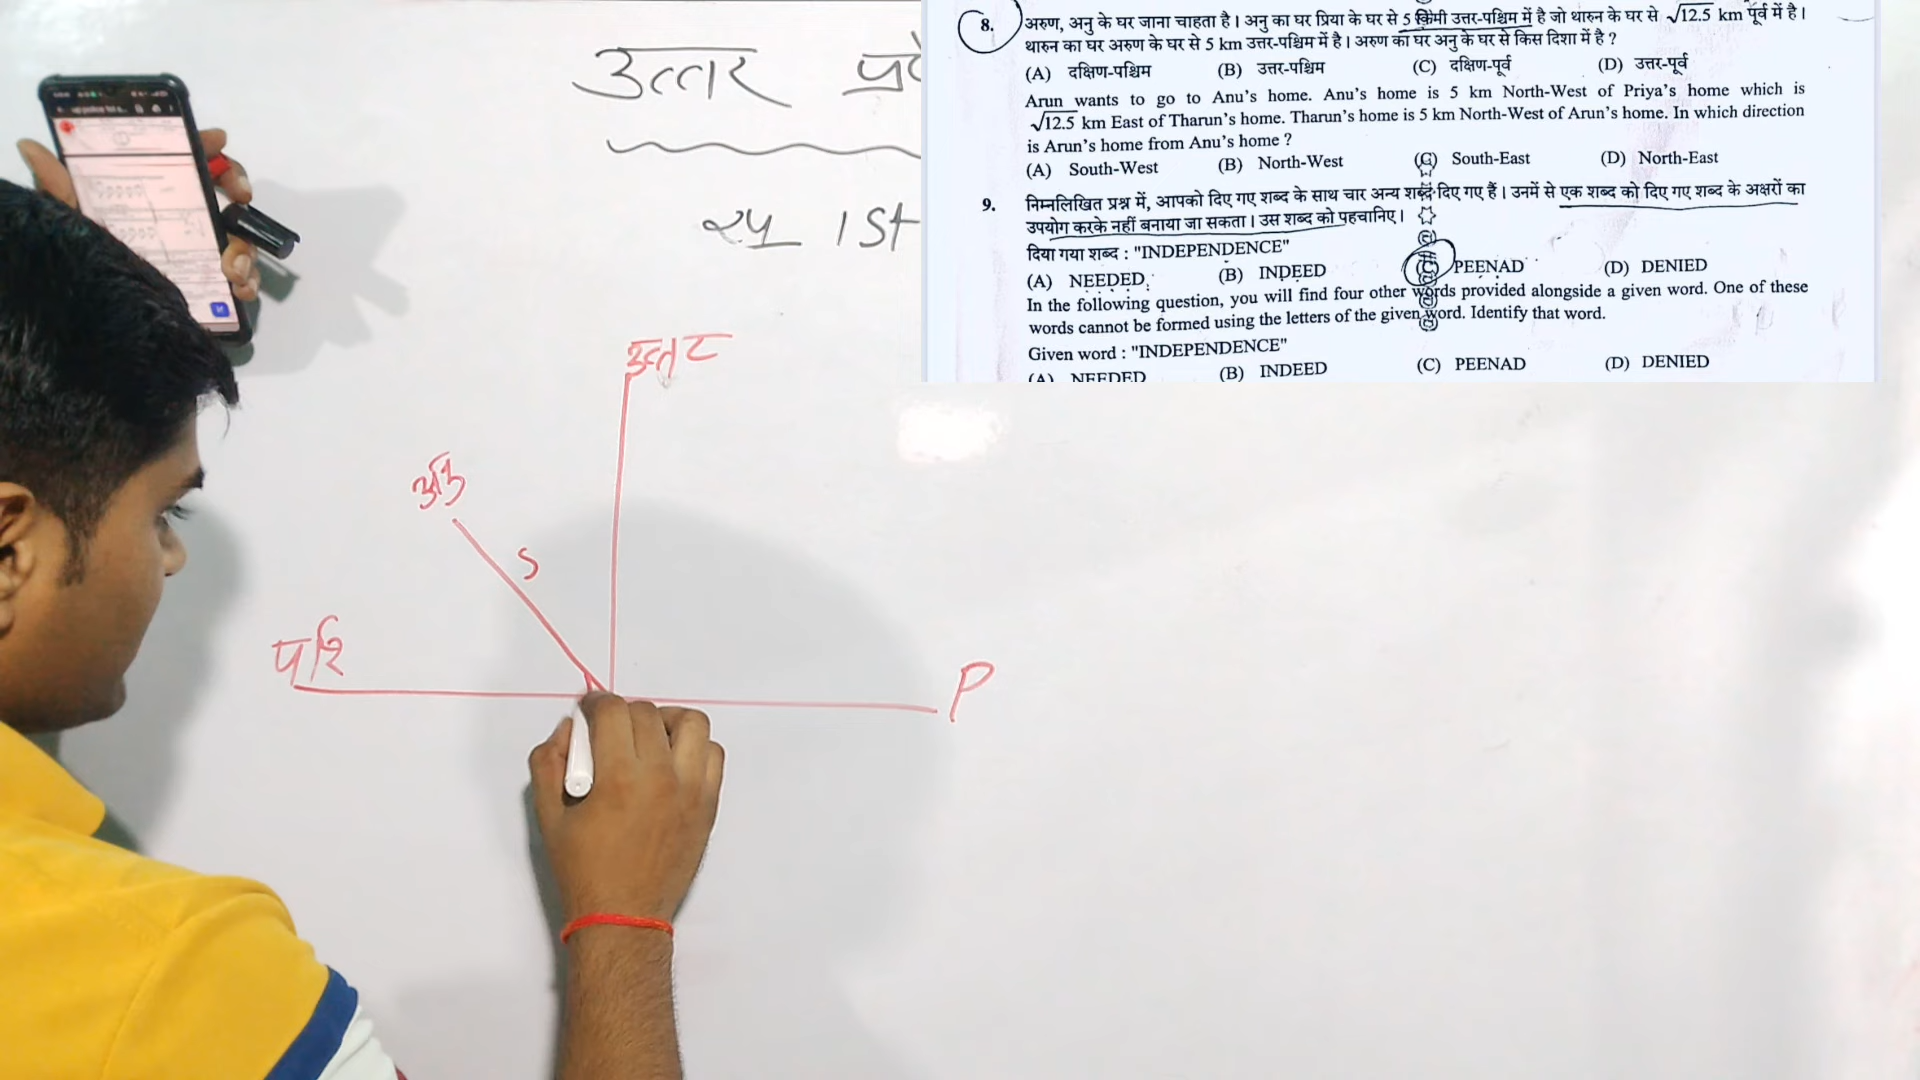 उत्तर
2प 1st
उत्तर
अनु
5
पश्चि
P
8. अरुण, अनु के घर जाना चाहता है। अनु का घर प्रिया के घर से 5 किमी उत्तर-पश्चिम में है जो थारुन के घर से √12.5 km पूर्व में है।
थारुन का घर अरुण के घर से 5 km उत्तर-पश्चिम में है। अरुण का घर अनु के घर से किस दिशा में है ?
(A) दक्षिण-पश्चिम (B) उत्तर-पश्चिम (C) दक्षिण-पूर्व (D) उत्तर-पूर्व
Arun wants to go to Anu's home. Anu's home is 5 km North-West of Priya's home which is
√12.5 km East of Tharun's home. Tharun's home is 5 km North-West of Arun's home. In which direction
is Arun's home from Anu's home ?
(A) South-West (B) North-West (C) South-East (D) North-East
9. निम्नलिखित प्रश्न में, आपको दिए गए शब्द के साथ चार अन्य शब्द दिए गए हैं। उनमें से एक शब्द को दिए गए शब्द के अक्षरों का
उपयोग करके नहीं बनाया जा सकता। उस शब्द को पहचानिए।
दिया गया शब्द : "INDEPENDENCE"
(A) NEEDED (B) INDEED (C) PEENAD (D) DENIED
In the following question, you will find four other words provided alongside a given word. One of these
words cannot be formed using the letters of the given word. Identify that word.
Given word : "INDEPENDENCE"
(A) NEEDED (B) INDEED (C) PEENAD (D) DENIED